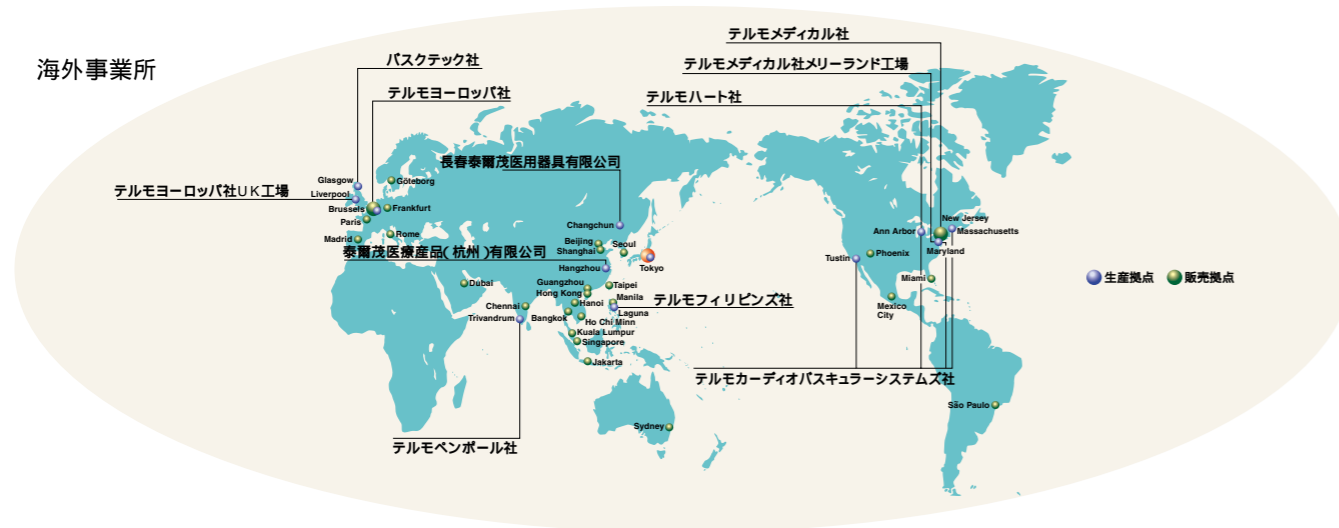 海外事業所
テルモメディカル社
バスクテック社
テルモメディカル社メリーランド工場
テルモヨーロッパ社
テルモハート社
長春泰爾茂医用器具有限公司
テルモヨーロッパ社UK工場
泰爾茂医療産品(杭州)有限公司
テルモフィリピンズ社
テルモカーディオバスキュラーシステムズ社
テルモペンポール社
Glasgow
Göteborg
Liverpool
Brussels
Frankfurt
Paris
Madrid
Rome
Dubai
Chennai
Trivandrum
Changchun
Beijing
Shanghai
Seoul
Tokyo
Hangzhou
Guangzhou
Hong Kong
Taipei
Hanoi
Manila
Laguna
Bangkok
Ho Chi Minn
Kuala Lumpur
Singapore
Jakarta
Sydney
New Jersey
Ann Arbor
Massachusetts
Maryland
Tustin
Phoenix
Miami
Mexico
City
São Paulo
生産拠点
販売拠点